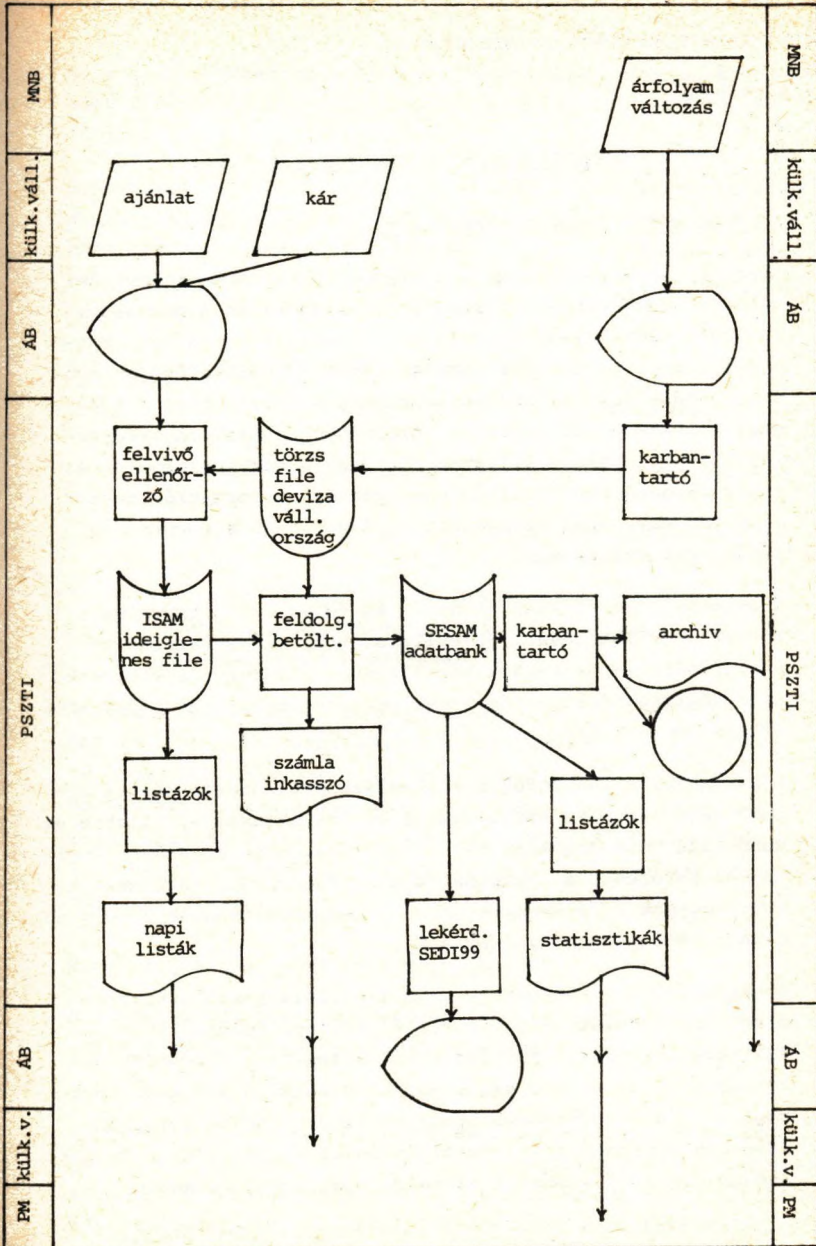 MNB
külk.váll.
ÁB
PSZTI
ÁB
külk.v.
PM
árfolyam
változás
ajánlat
kár
felvivő
ellenőr-
ző
törzs
file
deviza
váll.
ország
karban-
tartó
ISAM
ideigle-
nes file
feldolg.
betölt.
SESAM
adatbank
karban-
tartó
archiv
számla
inkasszó
listázók
listázók
napi
listák
lekérd.
SEDI99
statisztikák
MNB
külk.váll.
ÁB
PSZTI
ÁB
külk.v.
PM